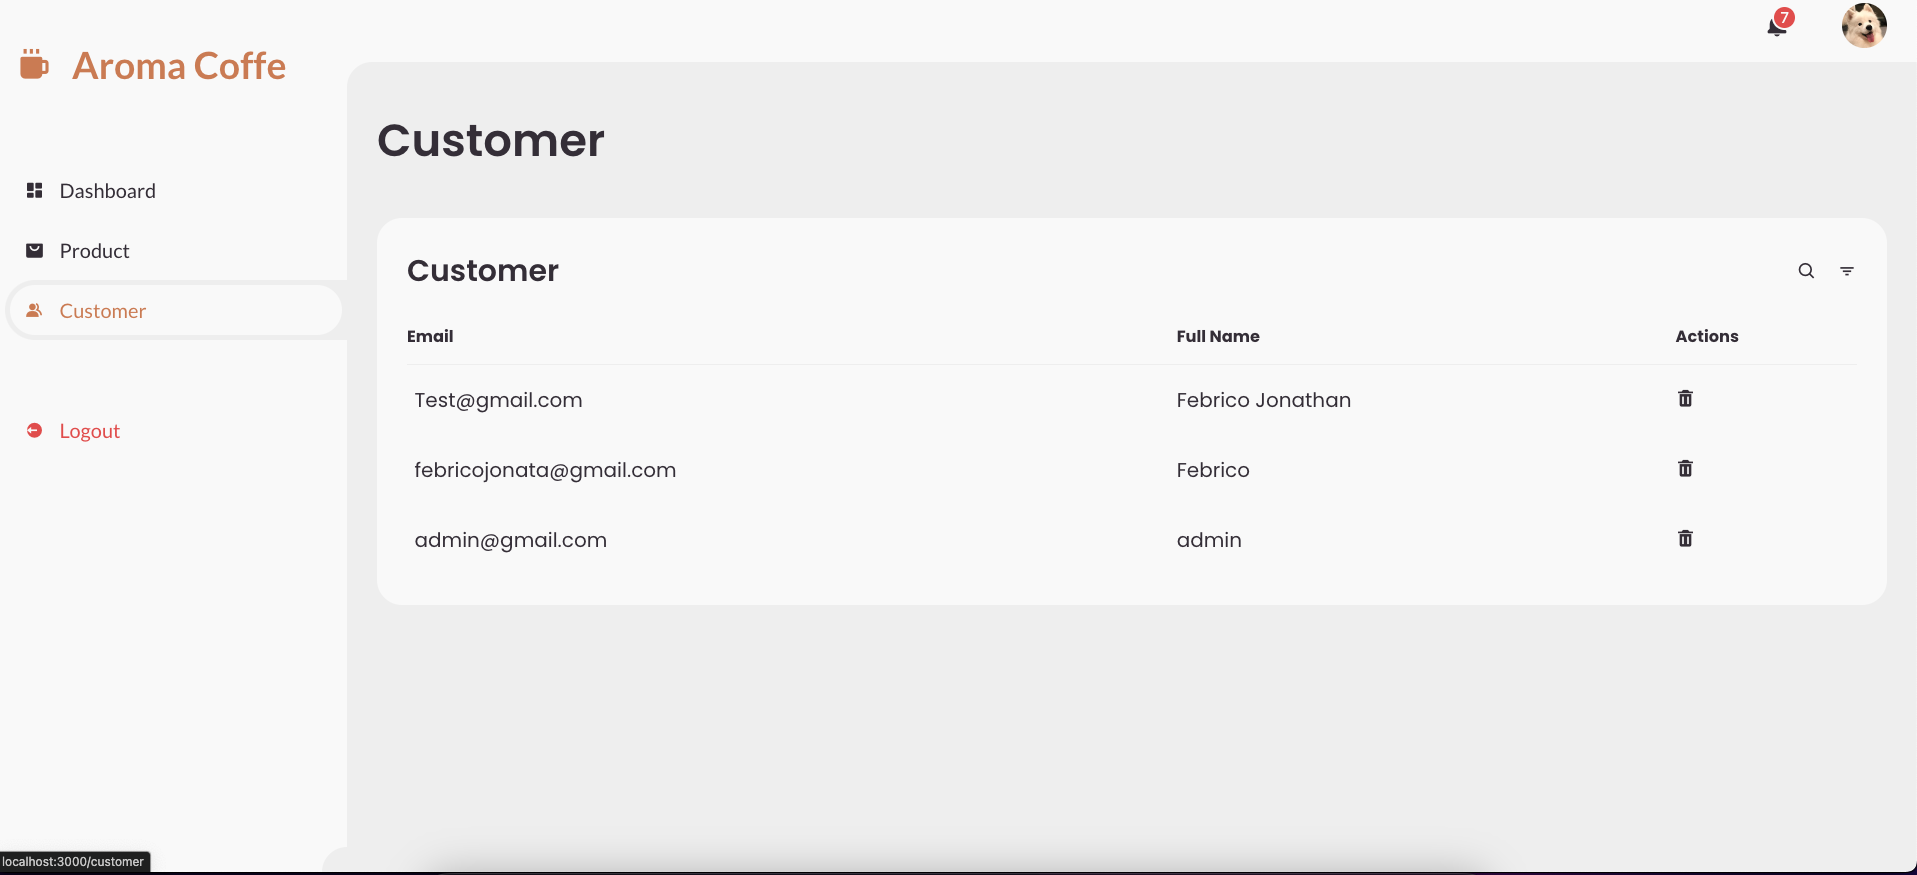 7
Aroma Coffe
Dashboard
Product
Customer
Logout
Customer
Customer
Email Full Name Actions
Test@gmail.com Febrico Jonathan
febricojonata@gmail.com Febrico
admin@gmail.com admin
localhost:3000/customer